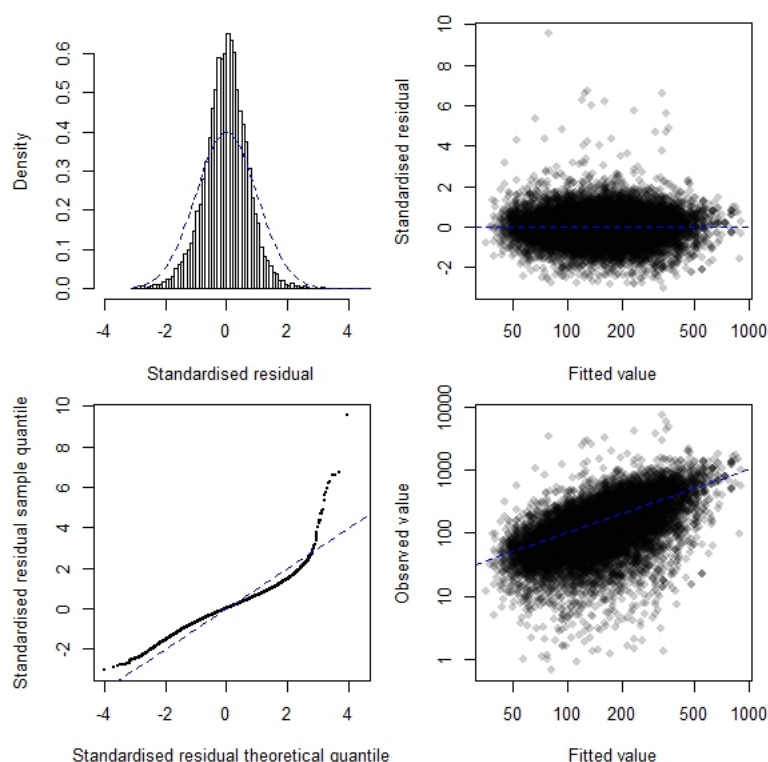 0.0 0.1 0.2 0.3 0.4 0.5 0.6
Density
-4 -2 0 2 4
Standardised residual
-2 0 2 4 6 8 10
Standardised residual
50 100 200 500 1000
Fitted value
-2 0 2 4 6 8 10
Standardised residual sample quantile
-4 -2 0 2 4
Standardised residual theoretical quantile
1 10 100 1000 10000
Observed value
50 100 200 500 1000
Fitted value